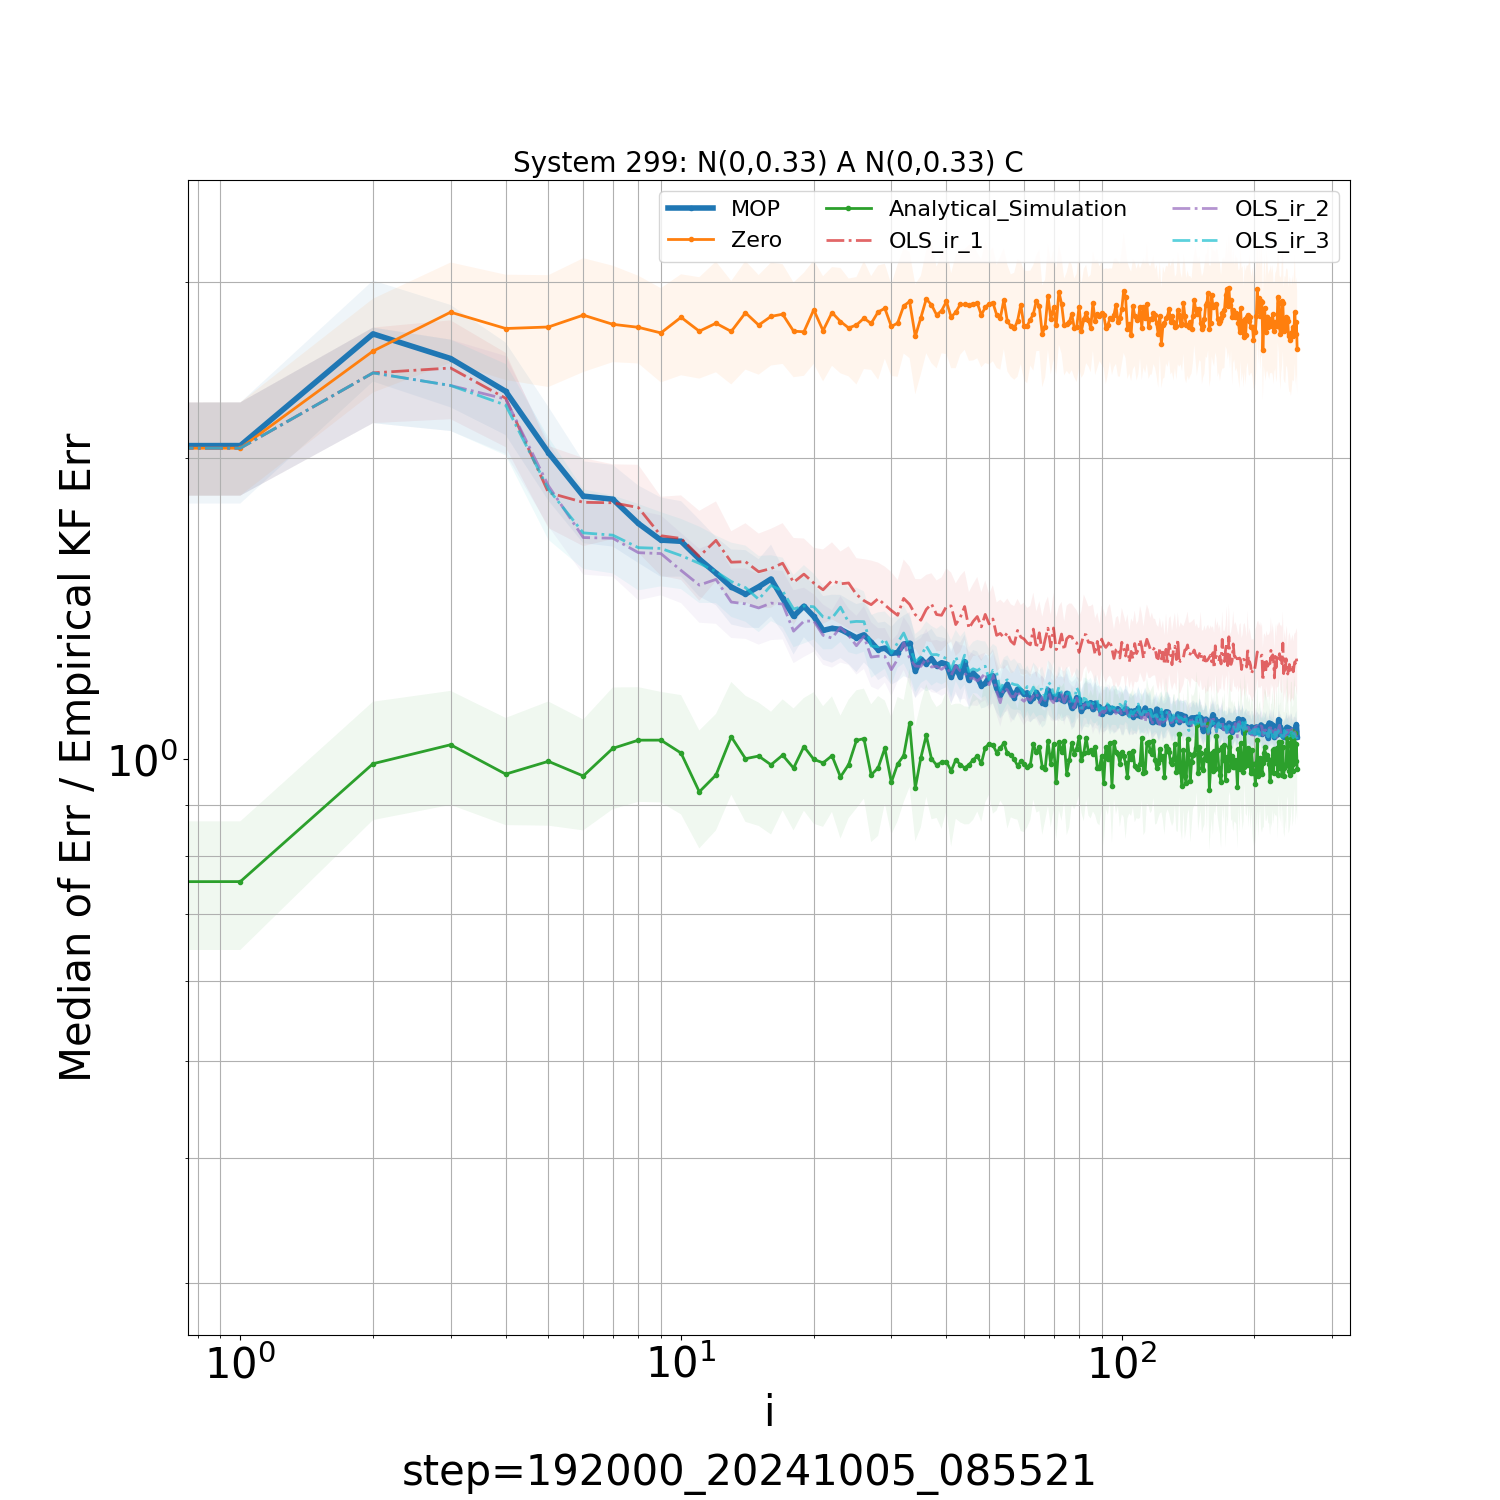 System 299: N(0,0.33) A N(0,0.33) C
MOP
Zero
Analytical_Simulation
OLS_ir_1
OLS_ir_2
OLS_ir_3
Median of Err / Empirical KF Err
10⁰
10⁰
10¹
10²
i
step=192000_20241005_085521